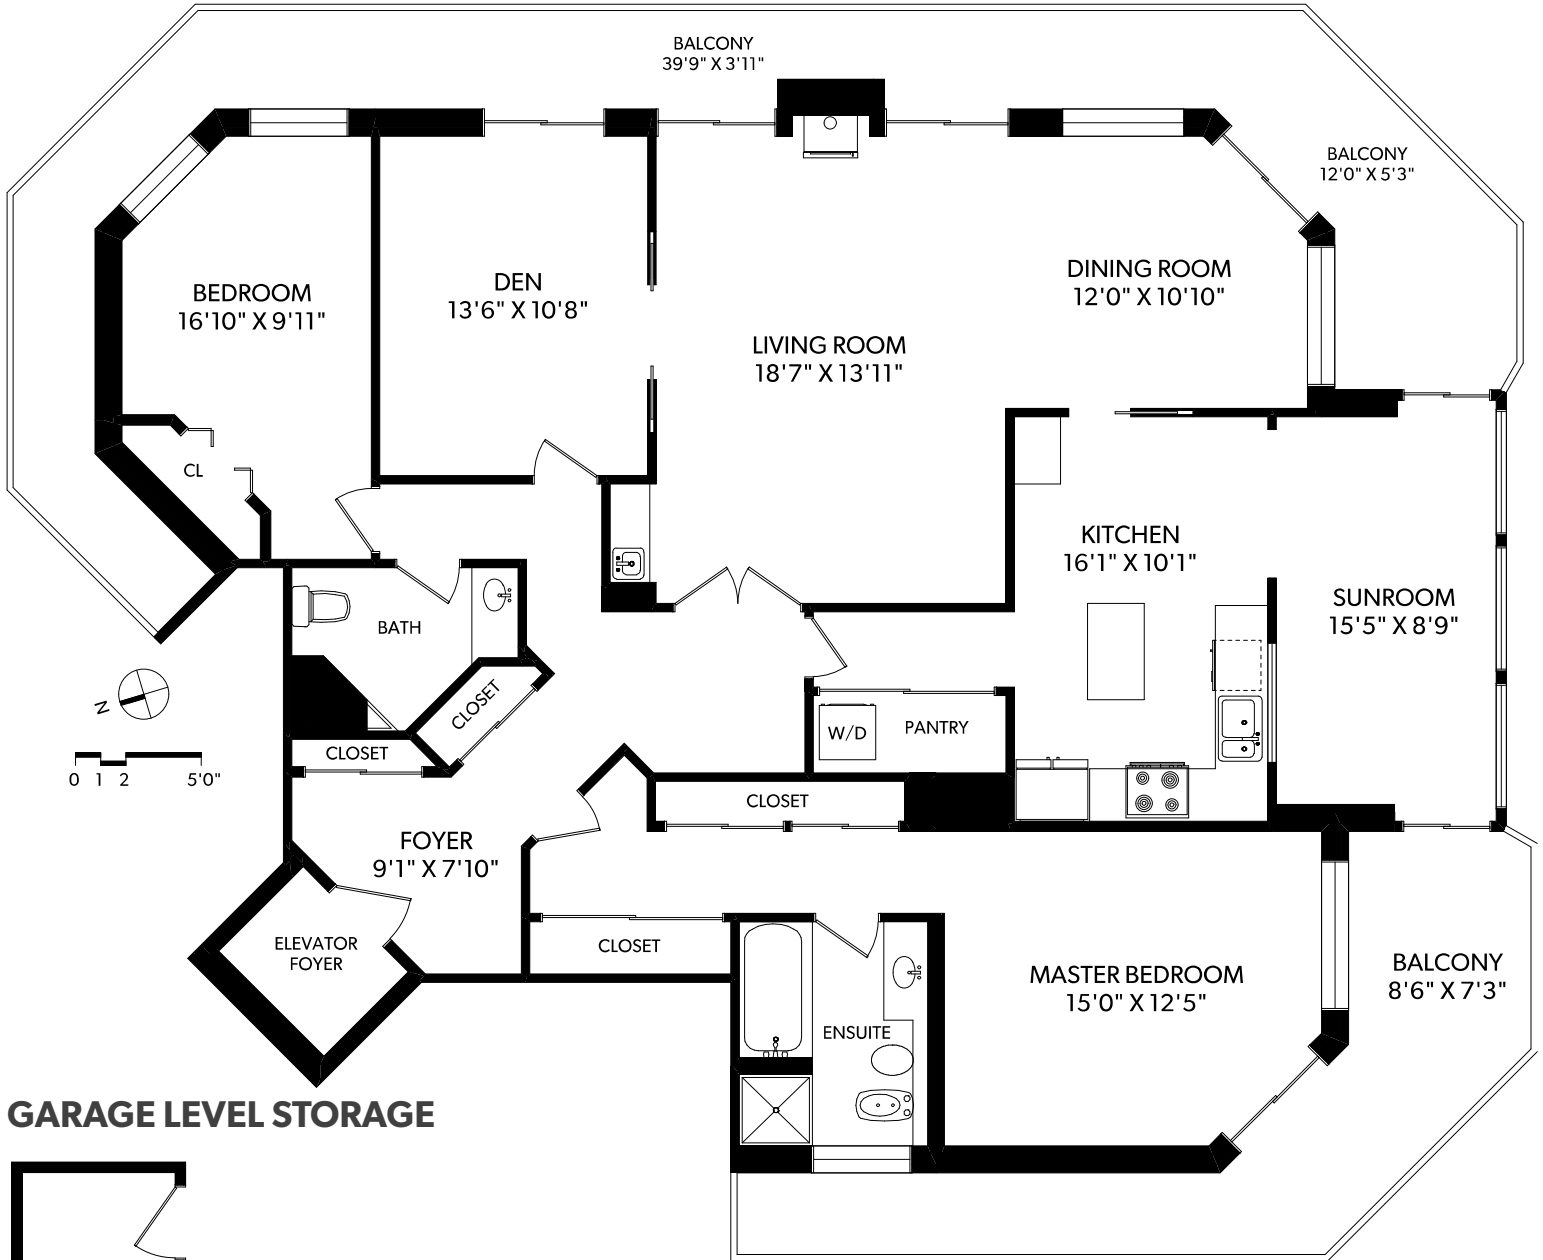 BALCONY
39'9" X 3'11"
BALCONY
12'0" X 5'3"
BEDROOM
16'10" X 9'11"
DEN
13'6" X 10'8"
DINING ROOM
12'0" X 10'10"
LIVING ROOM
18'7" X 13'11"
CL
KITCHEN
16'1" X 10'1"
SUNROOM
15'5" X 8'9"
BATH
CLOSET
N
W/D
PANTRY
CLOSET
0 1 2 5'0"
CLOSET
FOYER
9'1" X 7'10"
ELEVATOR
FOYER
CLOSET
MASTER BEDROOM
15'0" X 12'5"
BALCONY
8'6" X 7'3"
ENSUITE
GARAGE LEVEL STORAGE